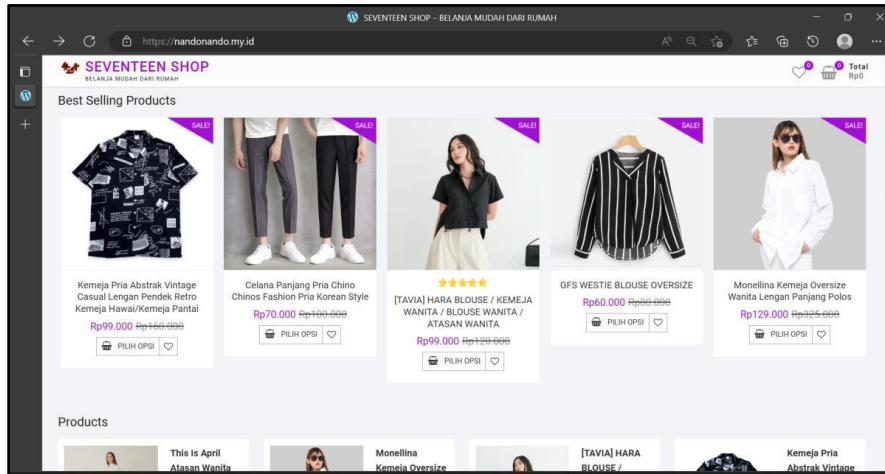 SEVENTEEN SHOP – BELANJA MUDAH DARI RUMAH
https://nandonando.my.id
SEVENTEEN SHOP
BELANJA MUDAH DARI RUMAH
0
0
Total
Rp0
Best Selling Products
SALE!
SALE!
SALE!
SALE!
SALE!
Kemeja Pria Abstrak Vintage
Casual Lengan Pendek Retro
Kemeja Hawai/Kemeja Pantai
Rp99.000 Rp160.000
PILIH OPSI
Celana Panjang Pria Chino
Chinos Fashion Pria Korean Style
Rp70.000 Rp100.000
PILIH OPSI
[TAVIA] HARA BLOUSE / KEMEJA
WANITA / BLOUSE WANITA /
ATASAN WANITA
Rp99.000 Rp120.000
PILIH OPSI
GFS WESTIE BLOUSE OVERSIZE
Rp60.000 Rp80.000
PILIH OPSI
Monellina Kemeja Oversize
Wanita Lengan Panjang Polos
Rp129.000 Rp325.000
PILIH OPSI
Products
This Is April
Atasan Wanita
Monellina
Kemeja Oversize
[TAVIA] HARA
BLOUSE /
Kemeja Pria
Abstrak Vintage